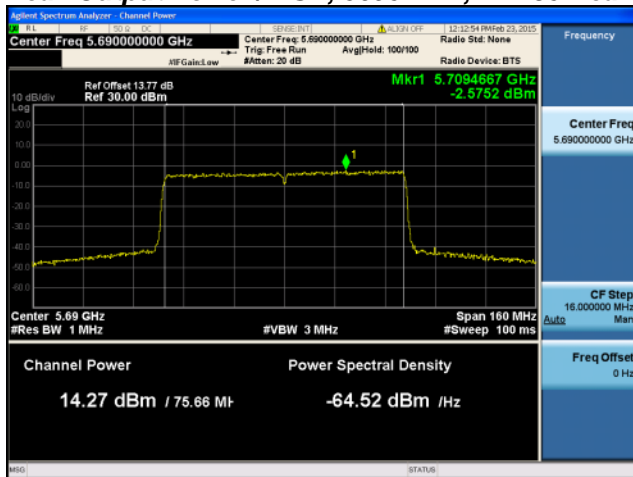 Agilent Spectrum Analyzer - Channel Power
RL RF 50 Ω DC SENSE:INT ALIGN OFF 12:12:54 PM Feb 23, 2015
Center Freq 5.690000000 GHz
Center Freq: 5.690000000 GHz
Radio Std: None
Trig: Free Run Avg|Hold: 100/100
#IFGain:Low #Atten: 20 dB
Radio Device: BTS
Frequency
Mkr1 5.7094667 GHz
-2.5752 dBm
Ref Offset 13.77 dB
10 dB/div Ref 30.00 dBm
Log
20.0
10.0
0.00
-10.0
-20.0
-30.0
-40.0
-50.0
-60.0
1
Center 5.69 GHz Span 160 MHz
#Res BW 1 MHz #VBW 3 MHz #Sweep 100 ms
Channel Power Power Spectral Density
14.27 dBm / 75.66 MH -64.52 dBm /Hz
Center Freq
5.690000000 GHz
CF Step
16.000000 MHz
Auto Man
Freq Offset
0 Hz
MSG STATUS